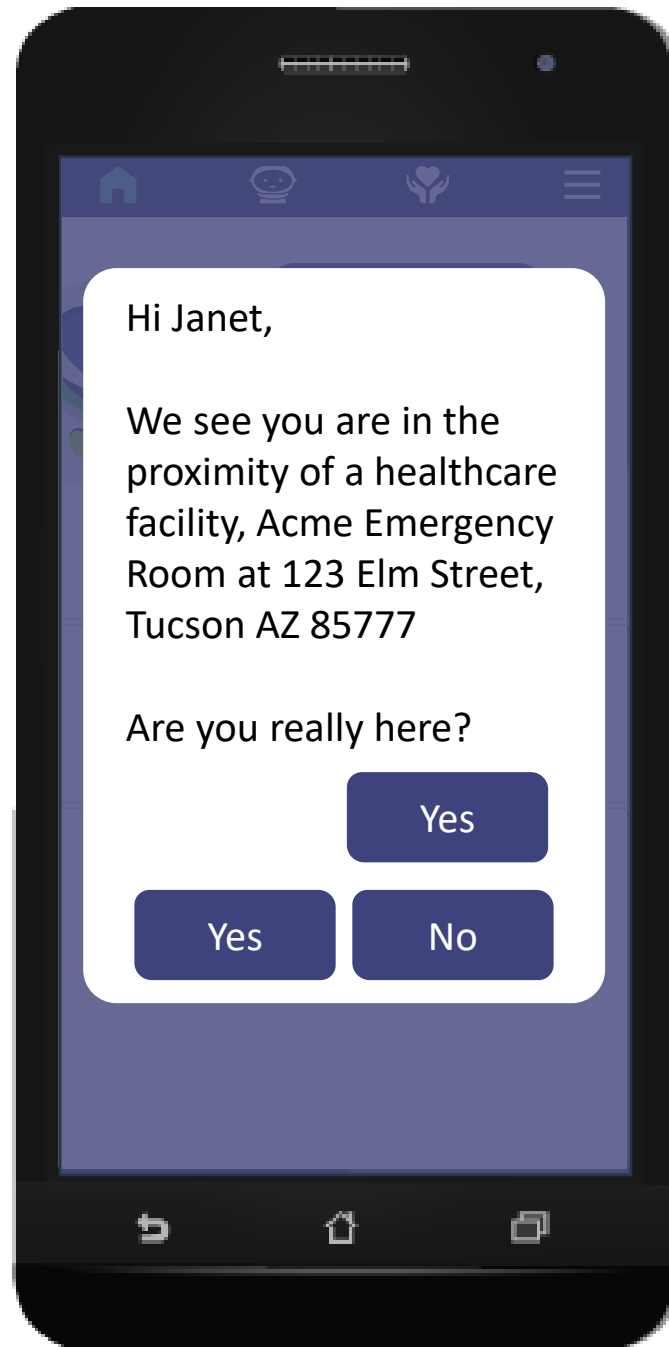 Hi Janet,
We see you are in the
proximity of a healthcare
facility, Acme Emergency
Room at 123 Elm Street,
Tucson AZ 85777
Are you really here?
Yes
Yes No